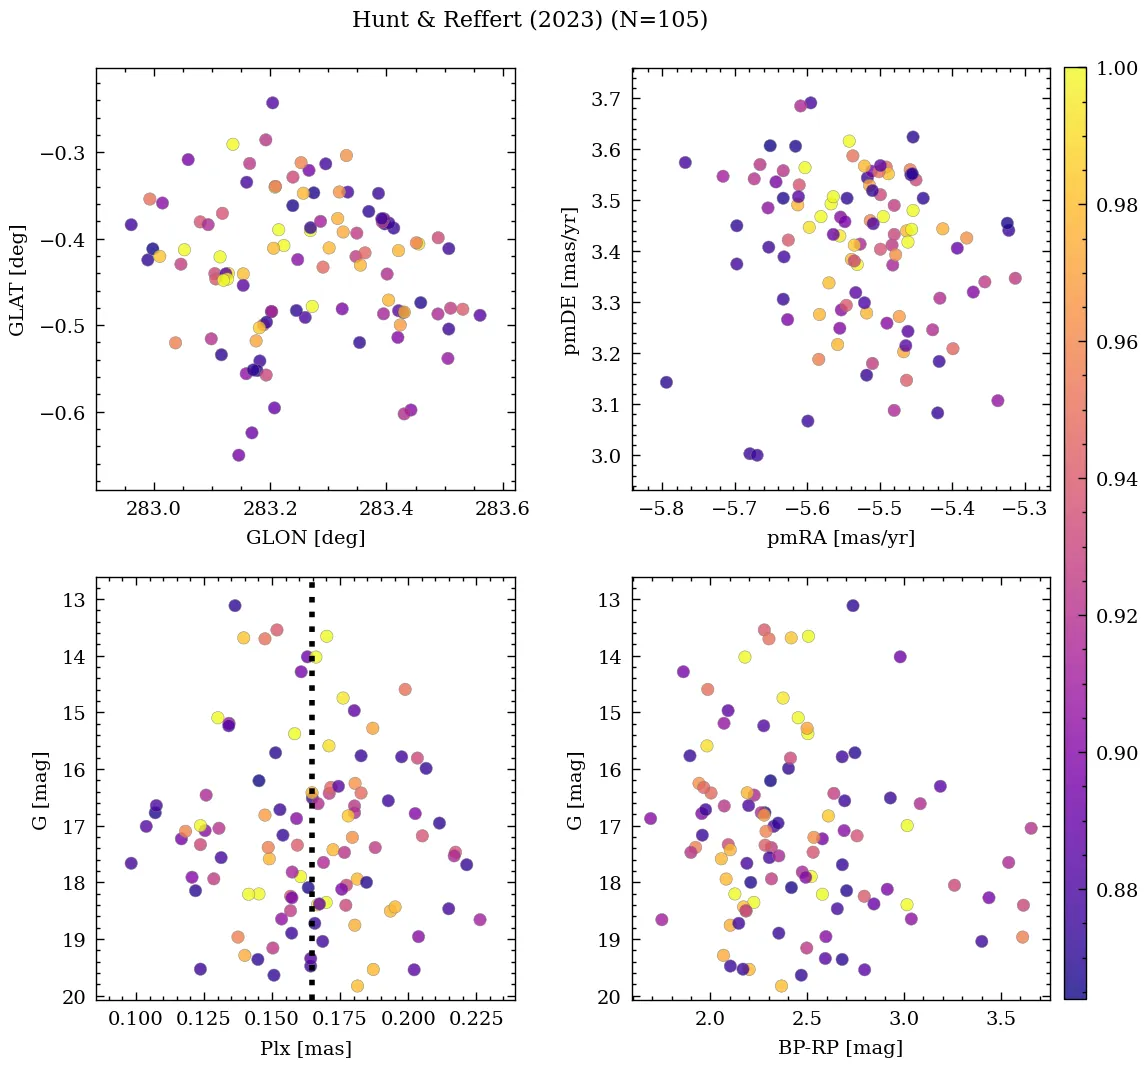 Hunt & Reffert (2023) (N=105)
−0.3
−0.4
−0.5
−0.6
GLAT [deg]
283.0 283.2 283.4 283.6
GLON [deg]
3.7
3.6
3.5
3.4
3.3
3.2
3.1
3.0
pmDE [mas/yr]
−5.8 −5.7 −5.6 −5.5 −5.4 −5.3
pmRA [mas/yr]
13
14
15
16
17
18
19
20
G [mag]
0.100 0.125 0.150 0.175 0.200 0.225
Plx [mas]
13
14
15
16
17
18
19
20
G [mag]
2.0 2.5 3.0 3.5
BP-RP [mag]
1.00
0.98
0.96
0.94
0.92
0.90
0.88